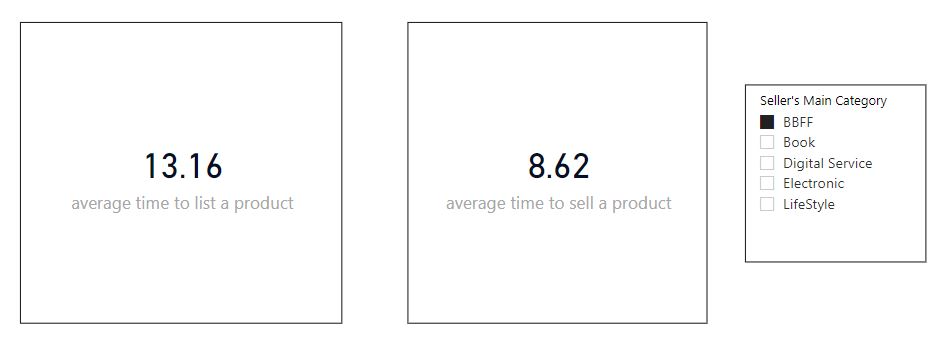 13.16
average time to list a product
8.62
average time to sell a product
Seller's Main Category
BBFF
Book
Digital Service
Electronic
LifeStyle